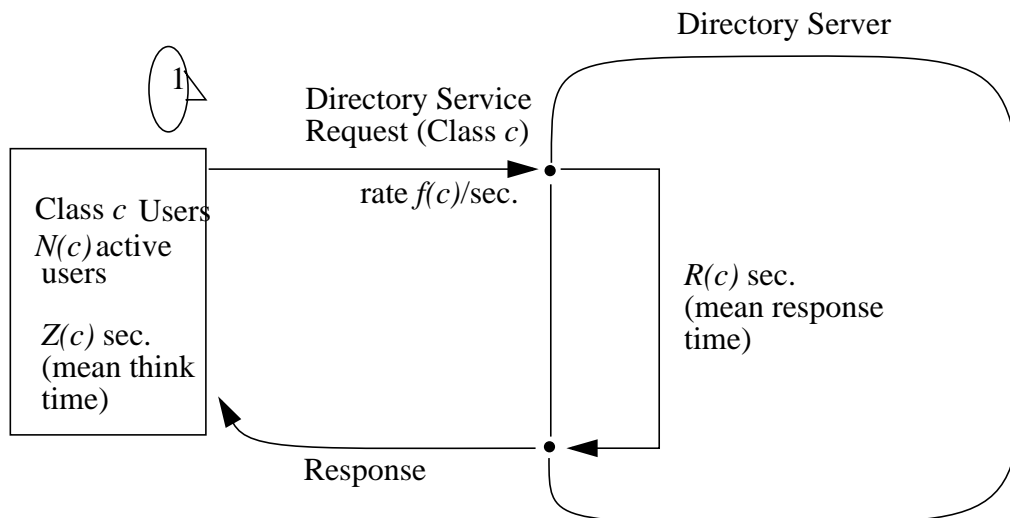 Directory Server
1
Directory Service
Request (Class c)
rate f(c)/sec.
Class c Users
N(c) active
users
Z(c) sec.
(mean think
time)
R(c) sec.
(mean response
time)
Response